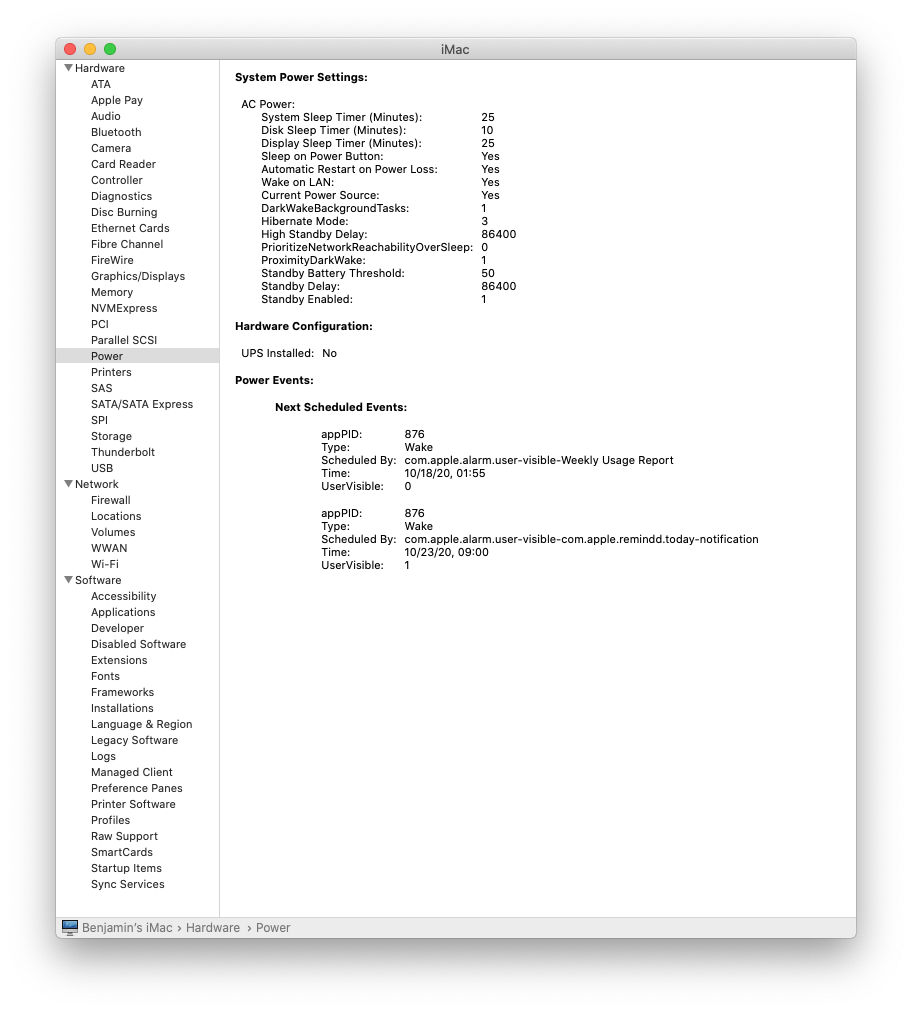 iMac
Hardware
ATA
Apple Pay
Audio
Bluetooth
Camera
Card Reader
Controller
Diagnostics
Disc Burning
Ethernet Cards
Fibre Channel
FireWire
Graphics/Displays
Memory
NVMExpress
PCI
Parallel SCSI
Power
Printers
SAS
SATA/SATA Express
SPI
Storage
Thunderbolt
USB
Network
Firewall
Locations
Volumes
WWAN
Wi-Fi
Software
Accessibility
Applications
Developer
Disabled Software
Extensions
Fonts
Frameworks
Installations
Language & Region
Legacy Software
Logs
Managed Client
Preference Panes
Printer Software
Profiles
Raw Support
SmartCards
Startup Items
Sync Services
System Power Settings:
AC Power:
System Sleep Timer (Minutes): 25
Disk Sleep Timer (Minutes): 10
Display Sleep Timer (Minutes): 25
Sleep on Power Button: Yes
Automatic Restart on Power Loss: Yes
Wake on LAN: Yes
Current Power Source: Yes
DarkWakeBackgroundTasks: 1
Hibernate Mode: 3
High Standby Delay: 86400
PrioritizeNetworkReachabilityOverSleep: 0
ProximityDarkWake: 1
Standby Battery Threshold: 50
Standby Delay: 86400
Standby Enabled: 1
Hardware Configuration:
UPS Installed: No
Power Events:
Next Scheduled Events:
appPID: 876
Type: Wake
Scheduled By: com.apple.alarm.user-visible-Weekly Usage Report
Time: 10/18/20, 01:55
UserVisible: 0
appPID: 876
Type: Wake
Scheduled By: com.apple.alarm.user-visible-com.apple.remindd.today-notification
Time: 10/23/20, 09:00
UserVisible: 1
Benjamin's iMac › Hardware › Power